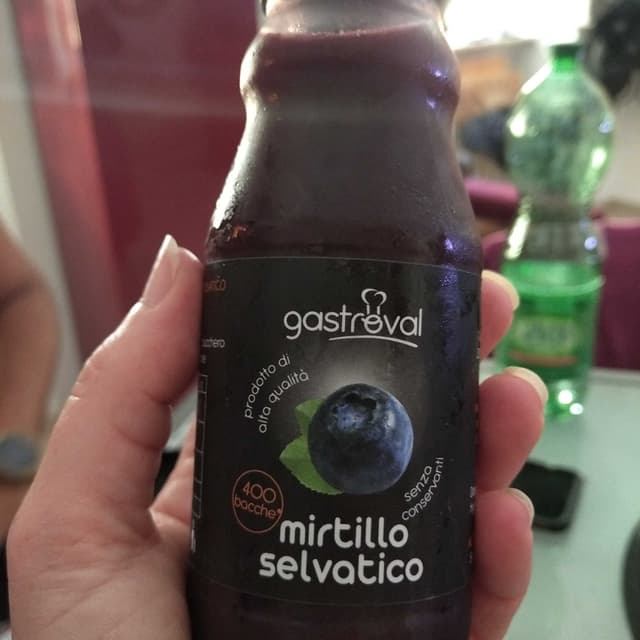 gastroval
prodotto di
alta qualità
senza
conservanti
400
bacche*
mirtillo
selvatico